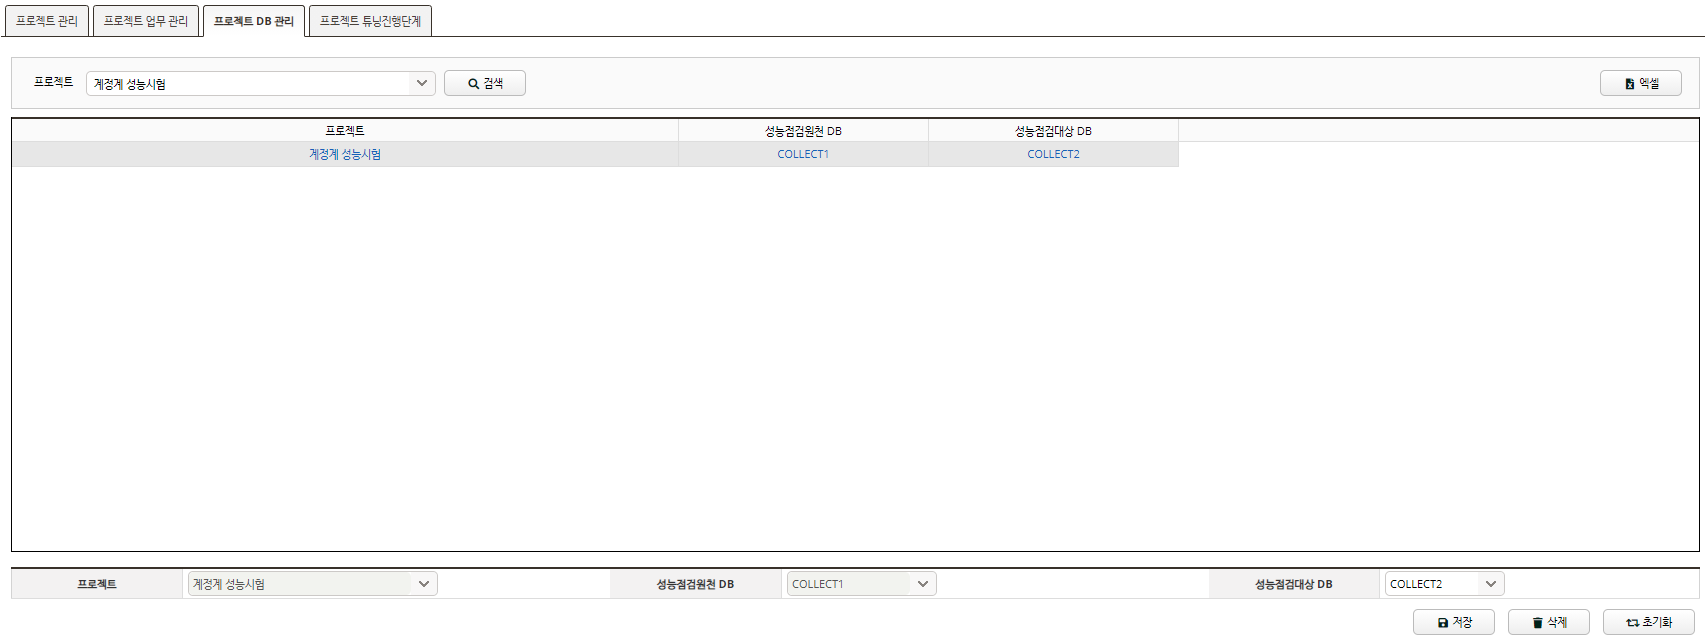 프로젝트 관리 프로젝트 업무 관리 프로젝트 DB 관리 프로젝트 튜닝진행단계
프로젝트 계정계 성능시험 검색 엑셀
프로젝트 성능점검원천 DB 성능점검대상 DB
계정계 성능시험 COLLECT1 COLLECT2
프로젝트 계정계 성능시험 성능점검원천 DB COLLECT1 성능점검대상 DB COLLECT2
저장 삭제 초기화